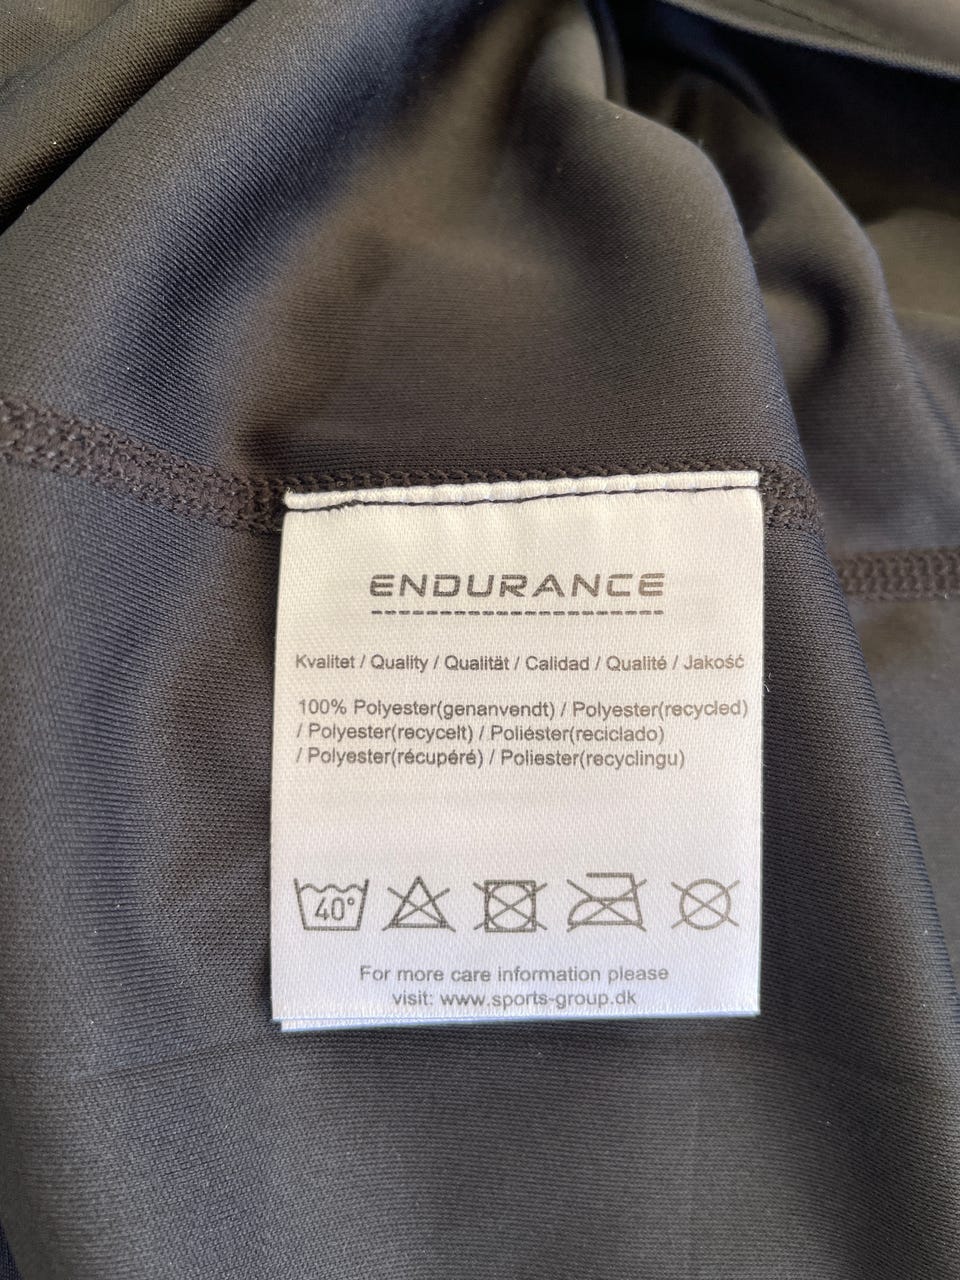 ENDURANCE
Kvalitet / Quality / Qualität / Calidad / Qualité / Jakość
100% Polyester(genanvendt) / Polyester(recycled)
/ Polyester(recycelt) / Poliéster(reciclado)
/ Polyester(récupéré) / Poliester(recyclingu)
40°
For more care information please
visit: www.sports-group.dk